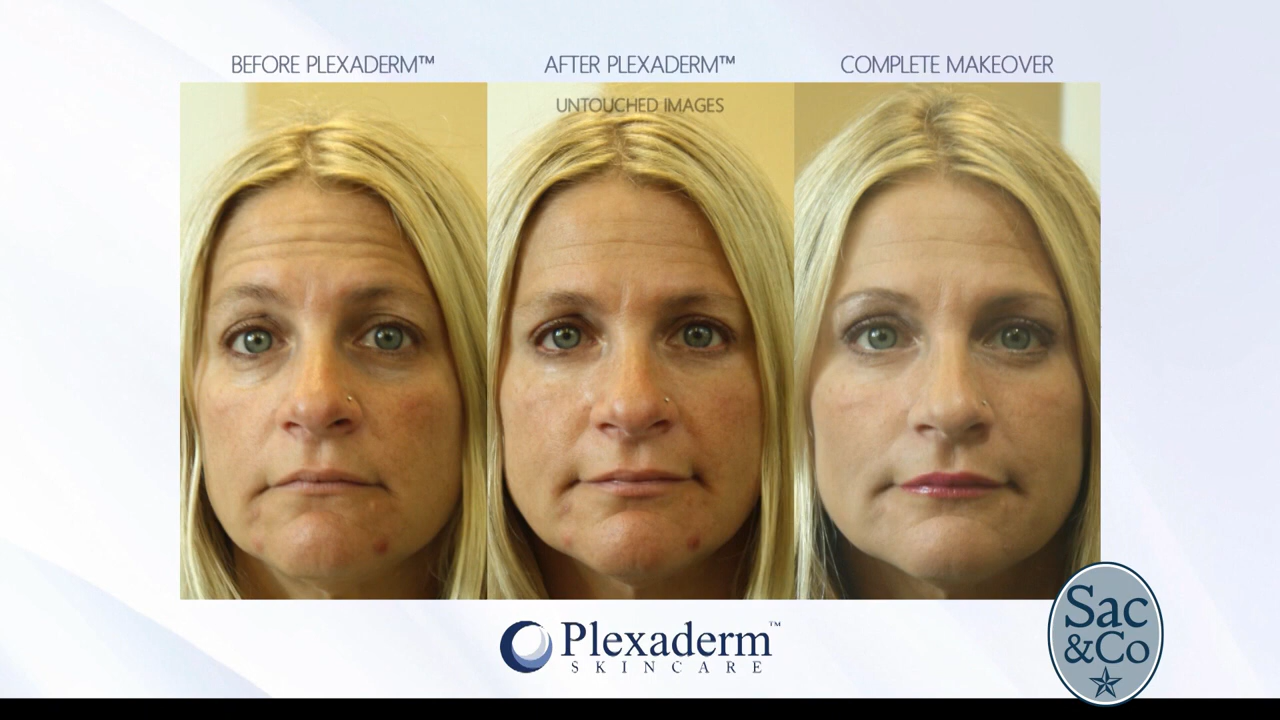 BEFORE PLEXADERM™
AFTER PLEXADERM™
COMPLETE MAKEOVER
UNTOUCHED IMAGES
Plexaderm™
SKINCARE
Sac
&Co